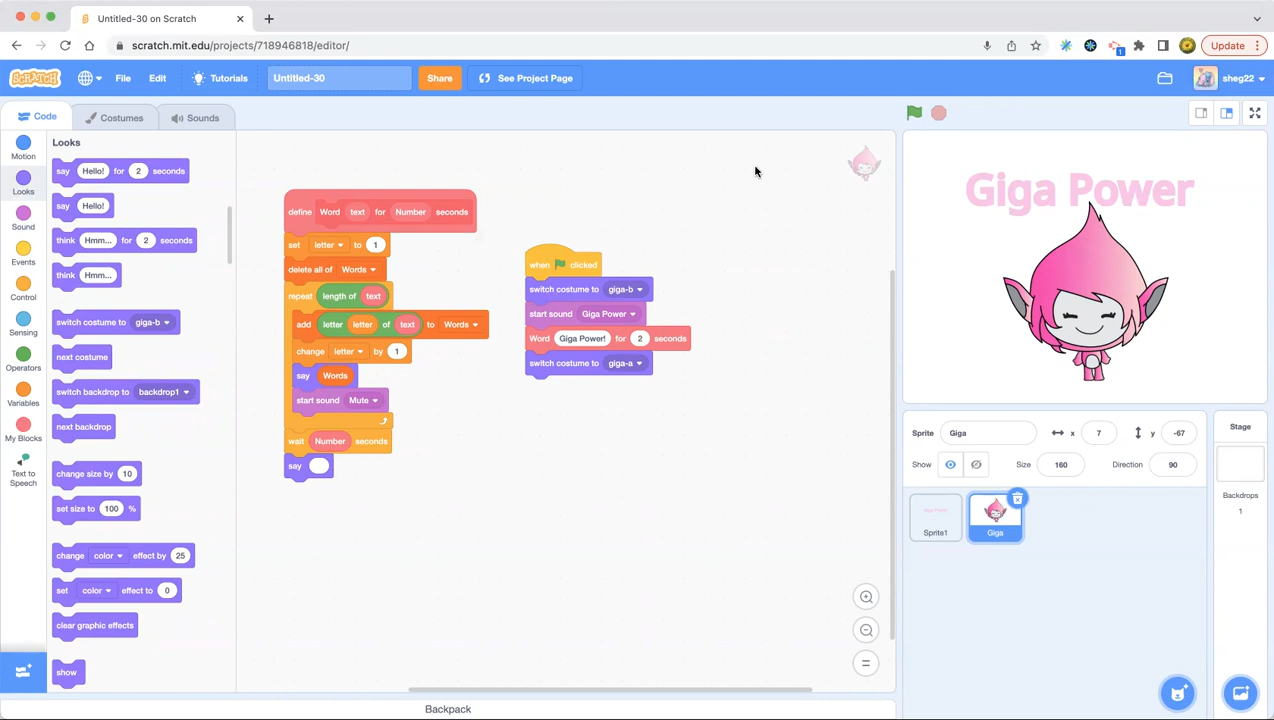 Untitled-30 on Scratch
scratch.mit.edu/projects/718946818/editor/
1
Update
SCRATCH
File
Edit
Tutorials
Untitled-30
Share
See Project Page
sheg22
Code
Costumes
Sounds
Motion
Looks
Sound
Events
Control
Sensing
Operators
Variables
My Blocks
Text to
Speech
Looks
say Hello! for 2 seconds
say Hello!
think Hmm... for 2 seconds
think Hmm...
switch costume to giga-b
next costume
switch backdrop to backdrop1
next backdrop
change size by 10
set size to 100 %
change color effect by 25
set color effect to 0
clear graphic effects
show
define Word text for Number seconds
set letter to 1
delete all of Words
repeat length of text
add letter letter of text to Words
change letter by 1
say Words
start sound Mute
wait Number seconds
say
when clicked
switch costume to giga-b
start sound Giga Power
Word Giga Power! for 2 seconds
switch costume to giga-a
Giga Power
Sprite Giga x 7 y -67
Show Size 160 Direction 90
Giga Power
Sprite1
Giga
Stage
Backdrops
1
Backpack